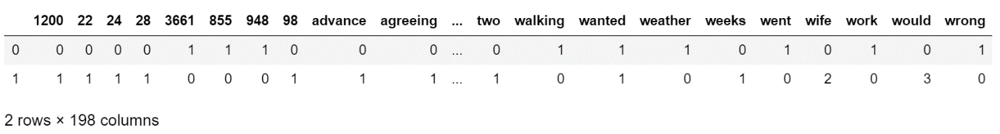 1200 22 24 28 3661 855 948 98 advance agreeing ... two walking wanted weather weeks went wife work would wrong
0 0 0 0 0 1 1 1 0 0 0 ... 0 1 1 1 0 1 0 1 0 1
1 1 1 1 1 0 0 0 1 1 1 ... 1 0 1 0 1 0 2 0 3 0
2 rows × 198 columns